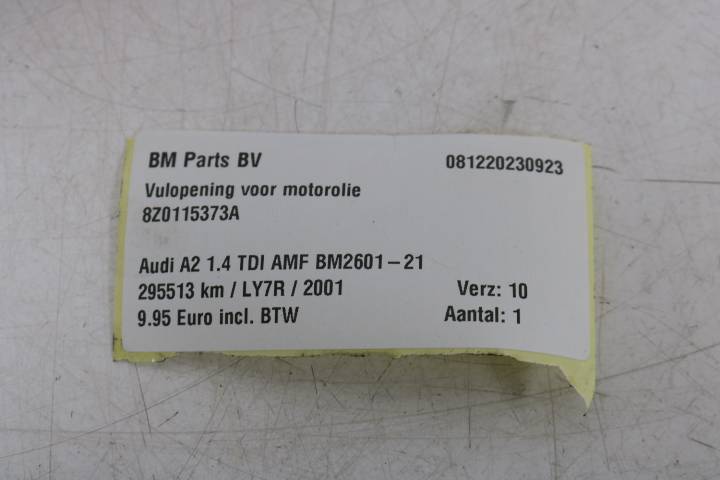 BM Parts BV 081220230923
Vulopening voor motorolie
8Z0115373A
Audi A2 1.4 TDI AMF BM2601-21
295513 km / LY7R / 2001 Verz: 10
9.95 Euro incl. BTW Aantal: 1